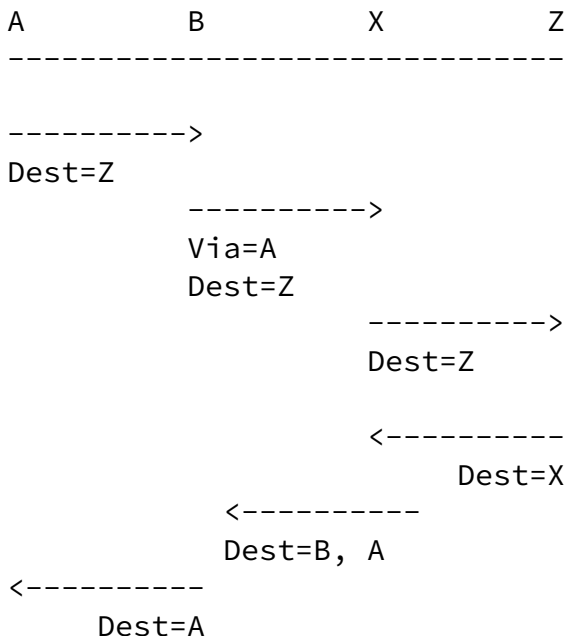 A B X Z
-------------------------------
---------->
Dest=Z
---------->
Via=A
Dest=Z
---------->
Dest=Z
<----------
Dest=X
<----------
Dest=B, A
<----------
Dest=A